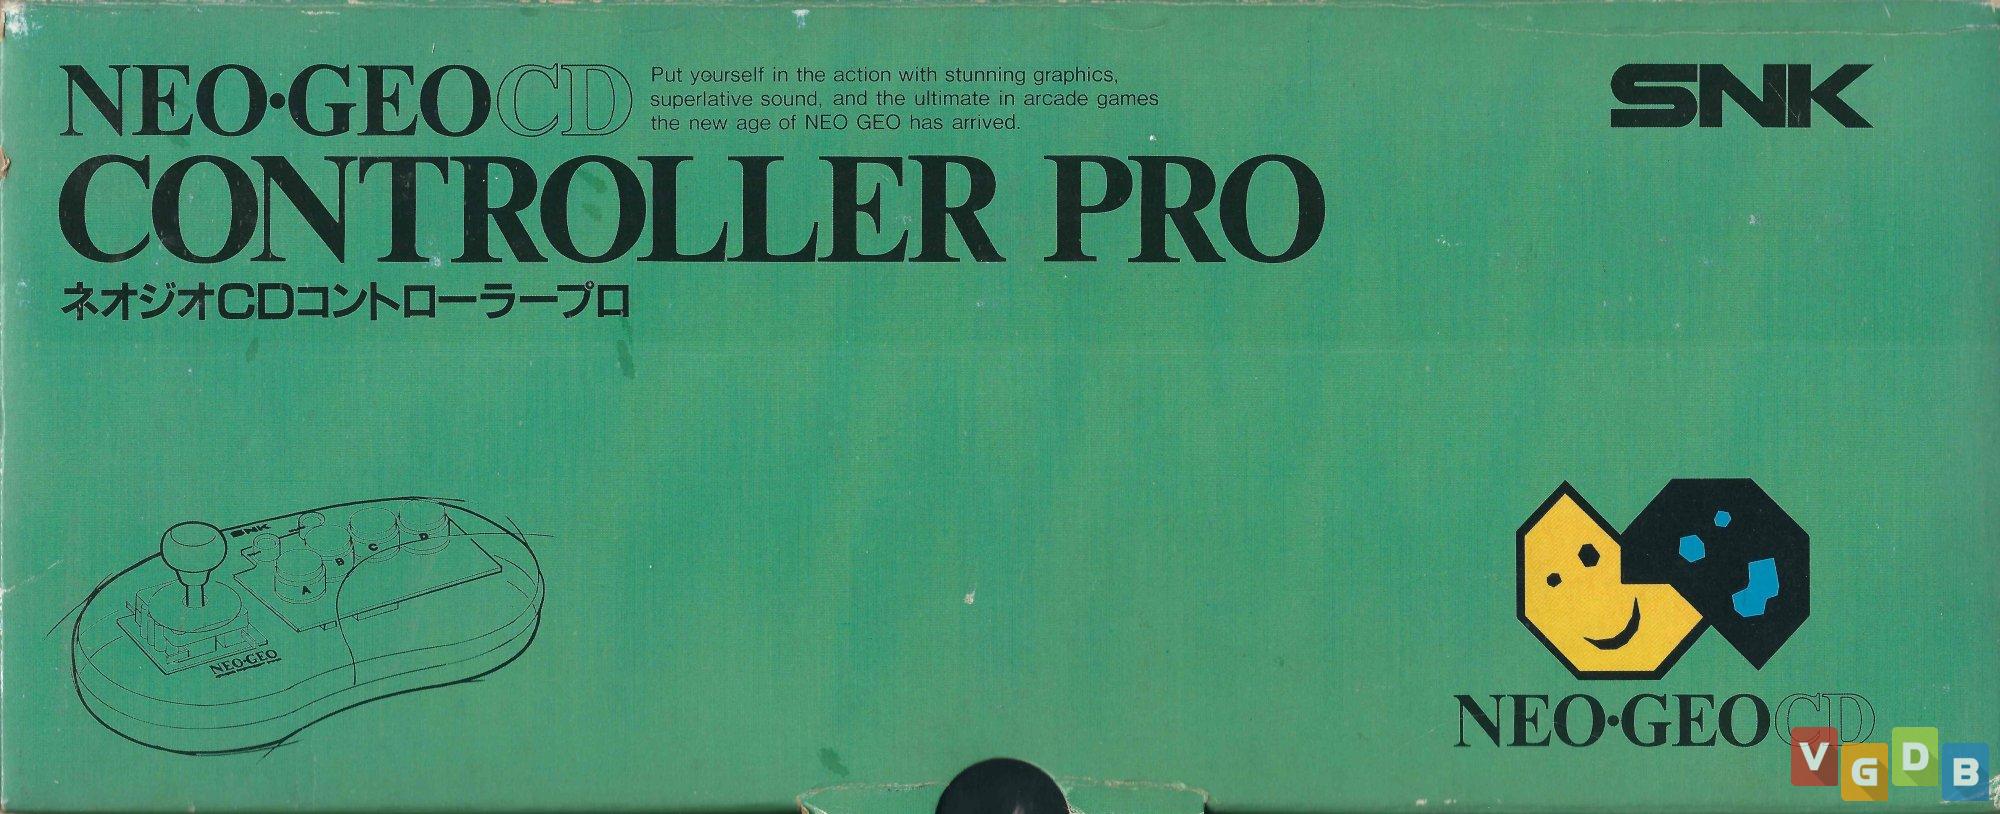 NEO·GEO CD
Put yourself in the action with stunning graphics,
superlative sound, and the ultimate in arcade games
the new age of NEO GEO has arrived.
SNK
CONTROLLER PRO
ネオジオCDコントローラープロ
SNK
A
B
C
D
NEO·GEO
NEO·GEO CD
VGDB